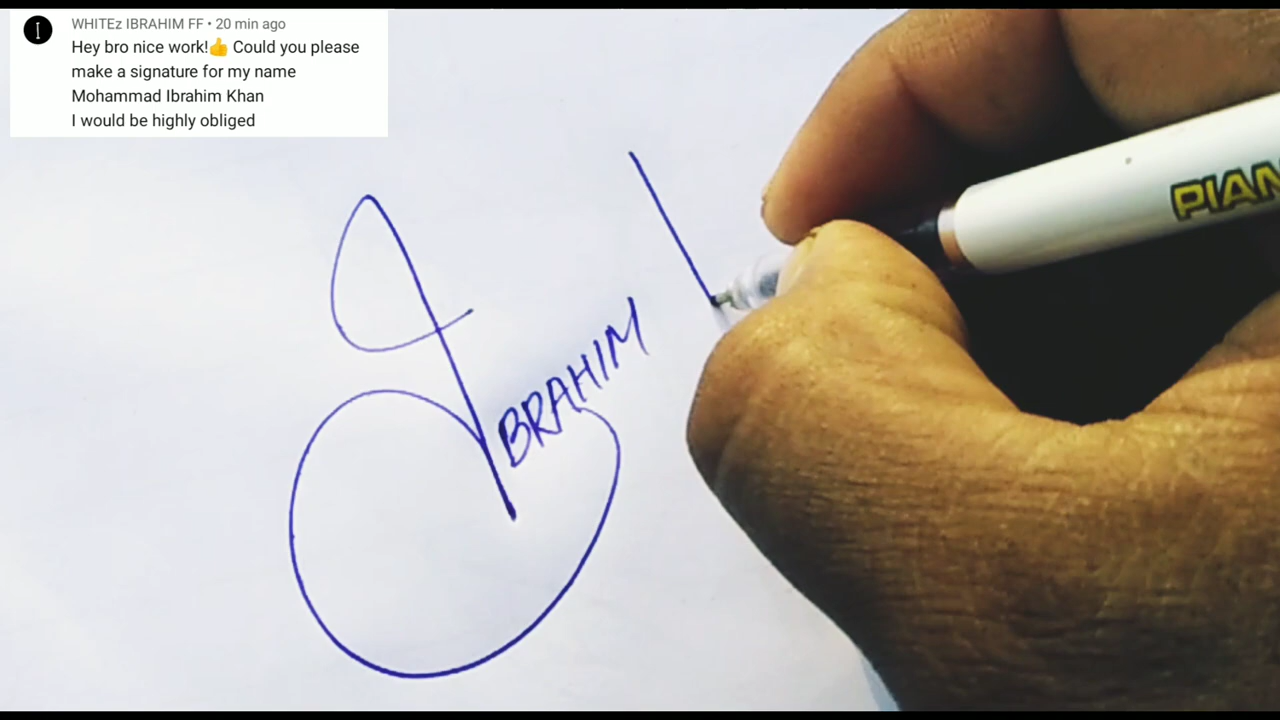 WHITEz IBRAHIM FF • 20 min ago
I
Hey bro nice work!👍 Could you please
make a signature for my name
Mohammad Ibrahim Khan
I would be highly obliged
IBRAHIM
PIAN